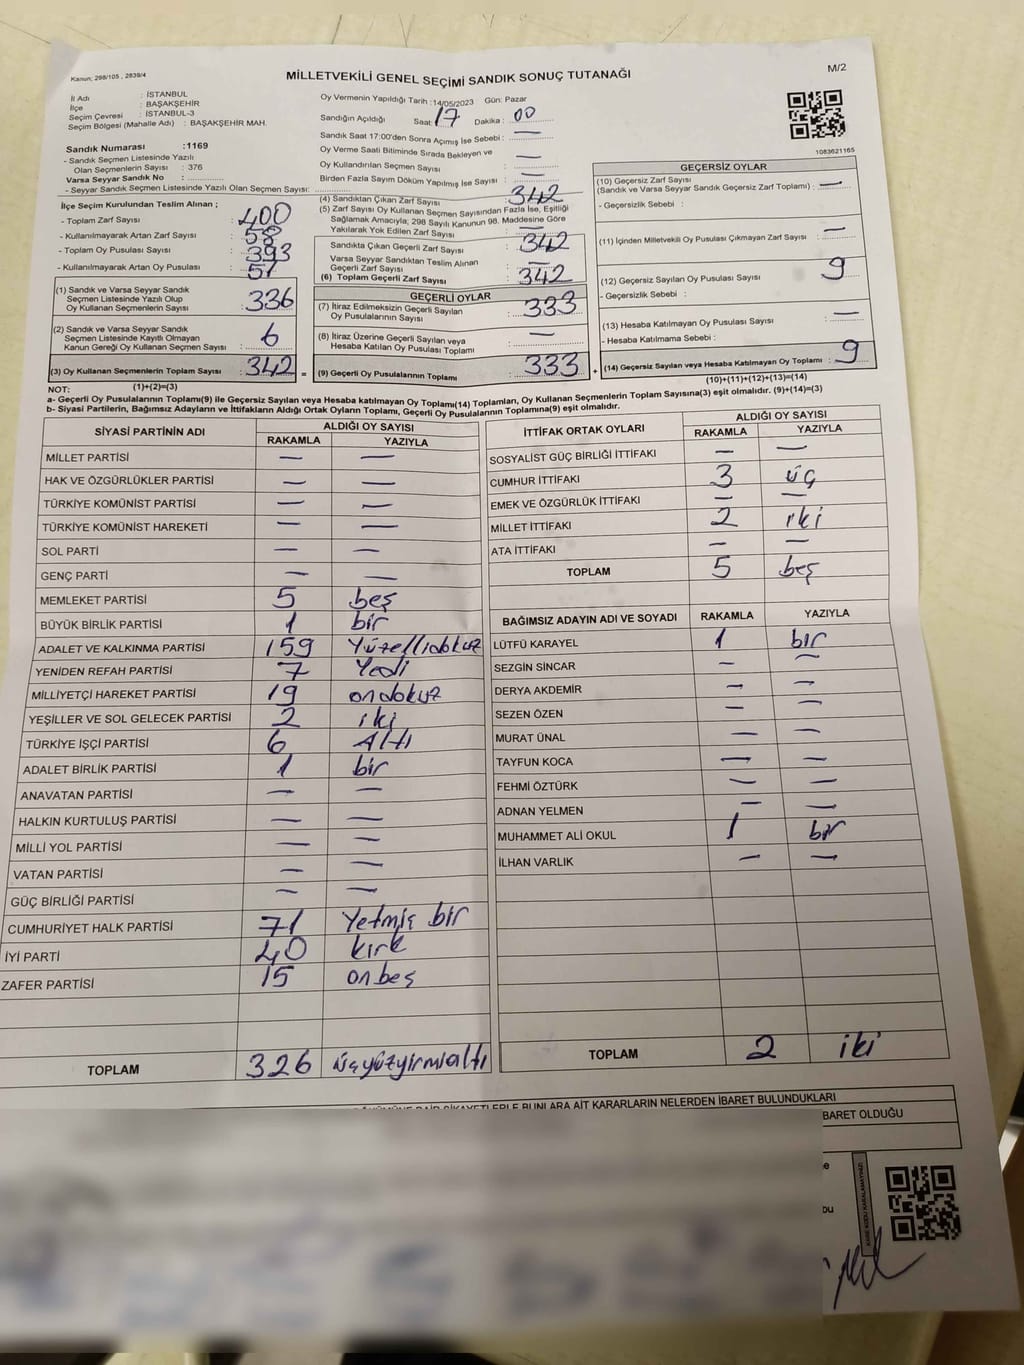 Kanun; 298/105 , 2839/4
MİLLETVEKİLİ GENEL SEÇİMİ SANDIK SONUÇ TUTANAĞI
M/2
İl Adı : İSTANBUL
İlçe : BAŞAKŞEHİR
Seçim Çevresi : İSTANBUL-3
Seçim Bölgesi (Mahalle Adı) : BAŞAKŞEHİR MAH.
Sandık Numarası :1169
- Sandık Seçmen Listesinde Yazılı
Olan Seçmenlerin Sayısı : 376
Varsa Seyyar Sandık No :
- Seyyar Sandık Seçmen Listesinde Yazılı Olan Seçmen Sayısı:
Oy Vermenin Yapıldığı Tarih :14/05/2023 Gün: Pazar
Sandığın Açıldığı Saat: 17 Dakika : 00
Sandık Saat 17:00'den Sonra Açımış İse Sebebi : —
Oy Verme Saati Bitiminde Sırada Bekleyen ve
Oy Kullandırılan Seçmen Sayısı : —
Birden Fazla Sayım Döküm Yapılmış İse Sayısı : —
1083621165
İlçe Seçim Kurulundan Teslim Alınan ;
- Toplam Zarf Sayısı : 400
- Kullanılmayarak Artan Zarf Sayısı : 58
- Toplam Oy Pusulası Sayısı : 393
- Kullanılmayarak Artan Oy Pusulası : 51
(1) Sandık ve Varsa Seyyar Sandık
Seçmen Listesinde Yazılı Olup
Oy Kullanan Seçmenlerin Sayısı : 336
(2) Sandık ve Varsa Seyyar Sandık
Seçmen Listesinde Kayıtlı Olmayan
Kanun Gereği Oy Kullanan Seçmen Sayısı : 6
(3) Oy Kullanan Seçmenlerin Toplam Sayısı : 342
(1)+(2)=(3)
(4) Sandıktan Çıkan Zarf Sayısı : 342
(5) Zarf Sayısı Oy Kullanan Seçmen Sayısından Fazla İse, Eşitliği
Sağlamak Amacıyla; 298 Sayılı Kanunun 98. Maddesine Göre
Yakılarak Yok Edilen Zarf Sayısı : —
Sandıkta Çıkan Geçerli Zarf Sayısı : 342
Varsa Seyyar Sandıktan Teslim Alınan
Geçerli Zarf Sayısı : —
(6) Toplam Geçerli Zarf Sayısı : 342
GEÇERLİ OYLAR
(7) İtiraz Edilmeksizin Geçerli Sayılan
Oy Pusulalarının Sayısı : 333
(8) İtiraz Üzerine Geçerli Sayılan veya
Hesaba Katılan Oy Pusulası Toplamı : —
= (9) Geçerli Oy Pusulalarının Toplamı : 333
GEÇERSİZ OYLAR
(10) Geçersiz Zarf Sayısı
(Sandık ve Varsa Seyyar Sandık Geçersiz Zarf Toplamı) : —
- Geçersizlik Sebebi :
(11) İçinden Milletvekili Oy Pusulası Çıkmayan Zarf Sayısı : —
(12) Geçersiz Sayılan Oy Pusulası Sayısı : 9
- Geçersizlik Sebebi :
(13) Hesaba Katılmayan Oy Pusulası Sayısı : —
- Hesaba Katılmama Sebebi :
+ (14) Geçersiz Sayılan veya Hesaba Katılmayan Oy Toplamı : 9
(10)+(11)+(12)+(13)=(14)
NOT:
a- Geçerli Oy Pusulalarının Toplamı(9) ile Geçersiz Sayılan veya Hesaba Katılmayan Oy Toplamı(14) Toplamları, Oy Kullanan Seçmenlerin Toplam Sayısına(3) eşit olmalıdır. (9)+(14)=(3)
b- Siyasi Partilerin, Bağımsız Adayların ve İttifakların Aldığı Ortak Oyların Toplamı, Geçerli Oy Pusulalarının Toplamına(9) eşit olmalıdır.
SİYASİ PARTİNİN ADI ALDIĞI OY SAYISI
RAKAMLA YAZIYLA
MİLLET PARTİSİ — —
HAK VE ÖZGÜRLÜKLER PARTİSİ — —
TÜRKİYE KOMÜNİST PARTİSİ — —
TÜRKİYE KOMÜNİST HAREKETİ — —
SOL PARTİ — —
GENÇ PARTİ — —
MEMLEKET PARTİSİ 5 beş
BÜYÜK BİRLİK PARTİSİ 1 bir
ADALET VE KALKINMA PARTİSİ 159 Yüzellidokuz
YENİDEN REFAH PARTİSİ 7 Yedi
MİLLİYETÇİ HAREKET PARTİSİ 19 ondokuz
YEŞİLLER VE SOL GELECEK PARTİSİ 2 iki
TÜRKİYE İŞÇİ PARTİSİ 6 Altı
ADALET BİRLİK PARTİSİ 1 bir
ANAVATAN PARTİSİ — —
HALKIN KURTULUŞ PARTİSİ — —
MİLLİ YOL PARTİSİ — —
VATAN PARTİSİ — —
GÜÇ BİRLİĞİ PARTİSİ — —
CUMHURİYET HALK PARTİSİ 71 Yetmiş bir
İYİ PARTİ 40 kırk
ZAFER PARTİSİ 15 onbeş
TOPLAM 326 üçyüzyirmialtı
İTTİFAK ORTAK OYLARI ALDIĞI OY SAYISI
RAKAMLA YAZIYLA
SOSYALİST GÜÇ BİRLİĞİ İTTİFAKI — —
CUMHUR İTTİFAKI 3 üç
EMEK VE ÖZGÜRLÜK İTTİFAKI — —
MİLLET İTTİFAKI 2 iki
ATA İTTİFAKI — —
TOPLAM 5 beş
BAĞIMSIZ ADAYIN ADI VE SOYADI RAKAMLA YAZIYLA
LÜTFÜ KARAYEL 1 bir
SEZGİN SİNCAR — —
DERYA AKDEMİR — —
SEZEN ÖZEN — —
MURAT ÜNAL — —
TAYFUN KOCA — —
FEHMİ ÖZTÜRK — —
ADNAN YELMEN — —
MUHAMMET ALİ OKUL 1 bir
İLHAN VARLIK — —
TOPLAM 2 iki
ŞİKAYETLERLE BUNLARA AİT KARARLARIN NELERDEN İBARET BULUNDUKLARI
BARET OLDUĞU
KARE KODU KARALAMAYINIZ!